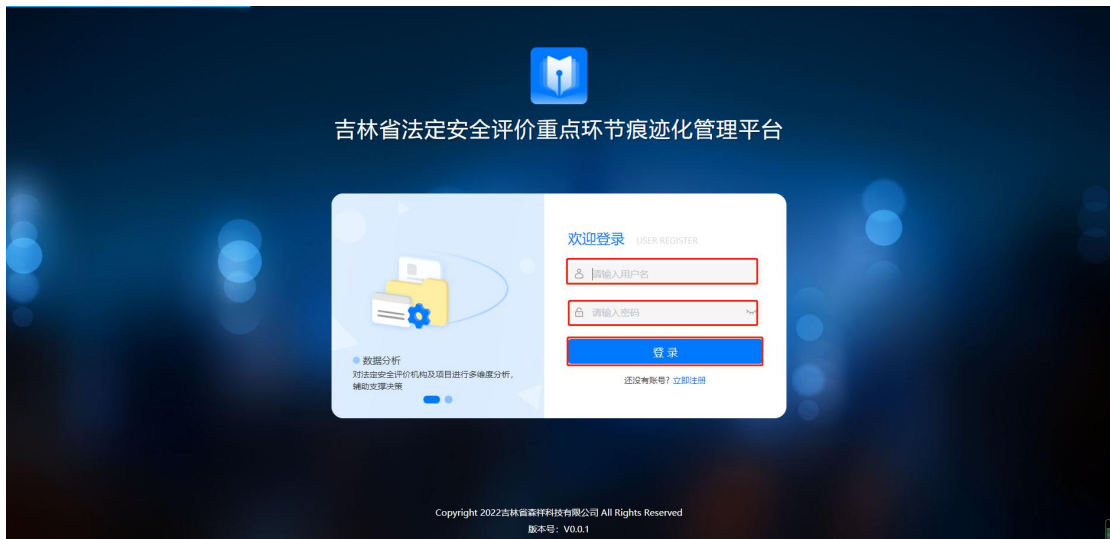 吉林省法定安全评价重点环节痕迹化管理平台
欢迎登录 USER REGISTER
请输入用户名
请输入密码
登录
还没有账号? 立即注册
数据分析
对法定安全评价机构及项目进行多维度分析,
辅助支撑决策
Copyright 2022吉林省森祥科技有限公司 All Rights Reserved
版本号: V0.0.1